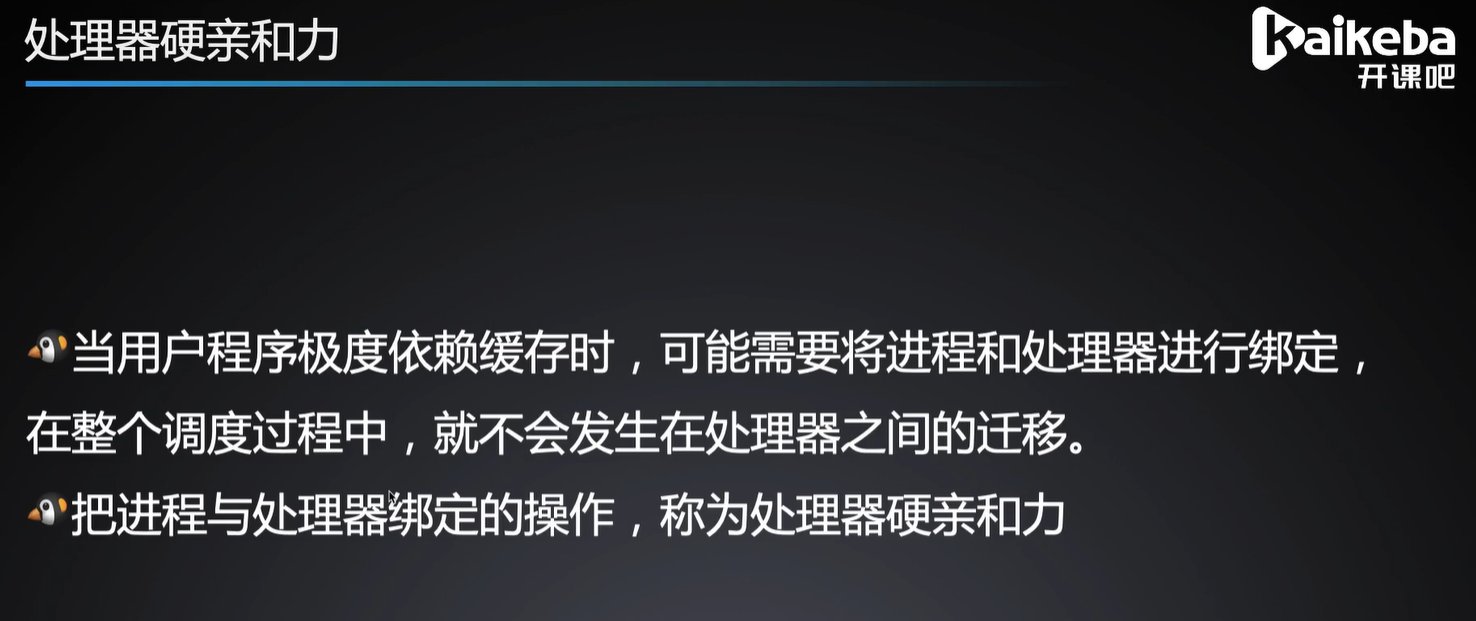 处理器硬亲和力
Kaikeba
开课吧
当用户程序极度依赖缓存时，可能需要将进程和处理器进行绑定，
在整个调度过程中，就不会发生在处理器之间的迁移。
把进程与处理器绑定的操作，称为处理器硬亲和力